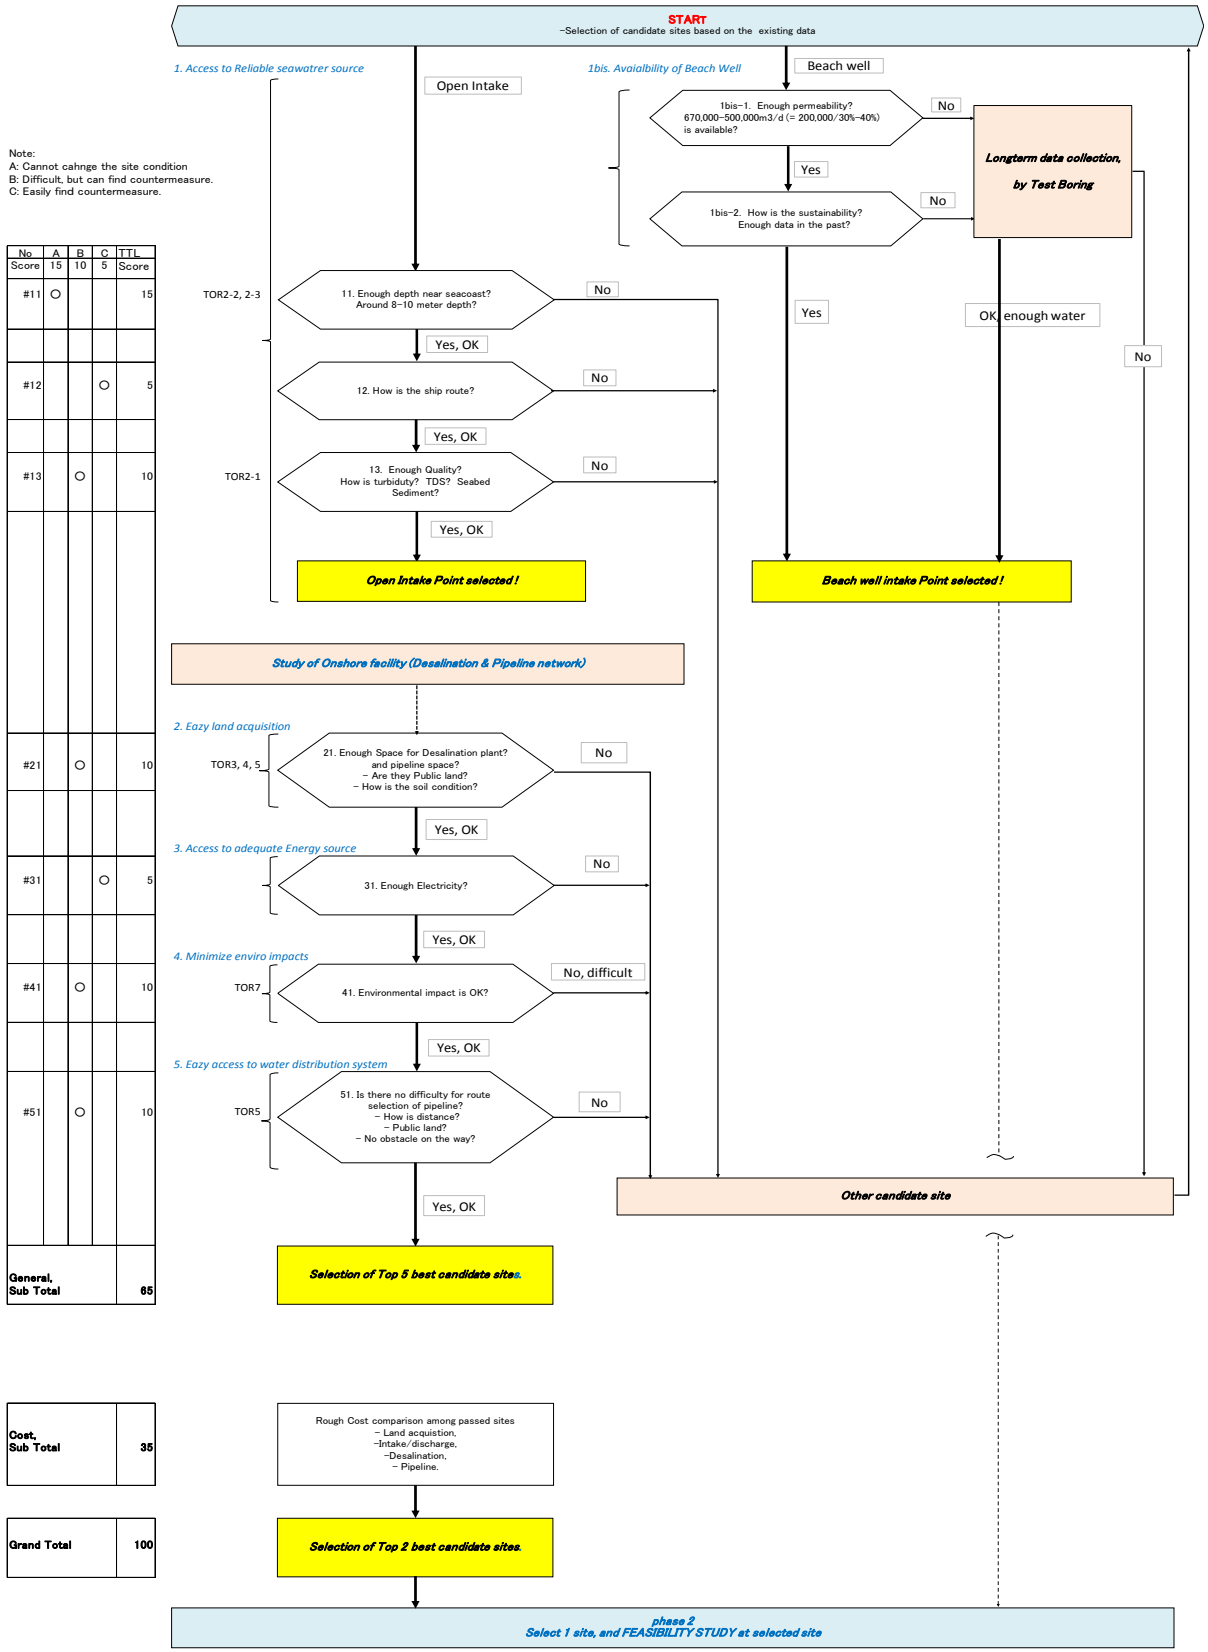 START
-Selection of candidate sites based on the existing data
1. Access to Reliable seawatrer source
1bis. Avaialbility of Beach Well
Beach well
Open Intake
1bis-1. Enough permeability?
670,000-500,000m3/d (= 200,000/30%-40%)
is available?
No
Longterm data collection,
by Test Boring
Yes
1bis-2. How is the sustainability?
Enough data in the past?
No
Note:
A: Cannot cahnge the site condition
B: Difficult, but can find countermeasure.
C: Easily find countermeasure.
No A B C TTL
Score 15 10 5 Score
#11 ○ 15
TOR2-2, 2-3
11. Enough depth near seacoast?
Around 8-10 meter depth?
No
Yes
OK, enough water
No
Yes, OK
#12 ○ 5
12. How is the ship route?
No
Yes, OK
#13 ○ 10
TOR2-1
13. Enough Quality?
How is turbiduty? TDS? Seabed
Sediment?
No
Yes, OK
Open Intake Point selected !
Beach well intake Point selected !
Study of Onshore facility (Desalination & Pipeline network)
2. Eazy land acquisition
#21 ○ 10
TOR3, 4, 5
21. Enough Space for Desalination plant?
and pipeline space?
- Are they Public land?
- How is the soil condition?
No
Yes, OK
3. Access to adequate Energy source
#31 ○ 5
31. Enough Electricity?
No
Yes, OK
4. Minimize enviro impacts
#41 ○ 10
TOR7
41. Environmental impact is OK?
No, difficult
Yes, OK
5. Eazy access to water distribution system
#51 ○ 10
TOR5
51. Is there no difficulty for route
selection of pipeline?
- How is distance?
- Public land?
- No obstacle on the way?
No
Other candidate site
Yes, OK
General,
Sub Total 65
Selection of Top 5 best candidate sites.
Cost,
Sub Total 35
Rough Cost comparison among passed sites
- Land acquistion,
-Intake/discharge,
-Desalination,
- Pipeline.
Grand Total 100
Selection of Top 2 best candidate sites.
phase 2
Select 1 site, and FEASIBILITY STUDY at selected site